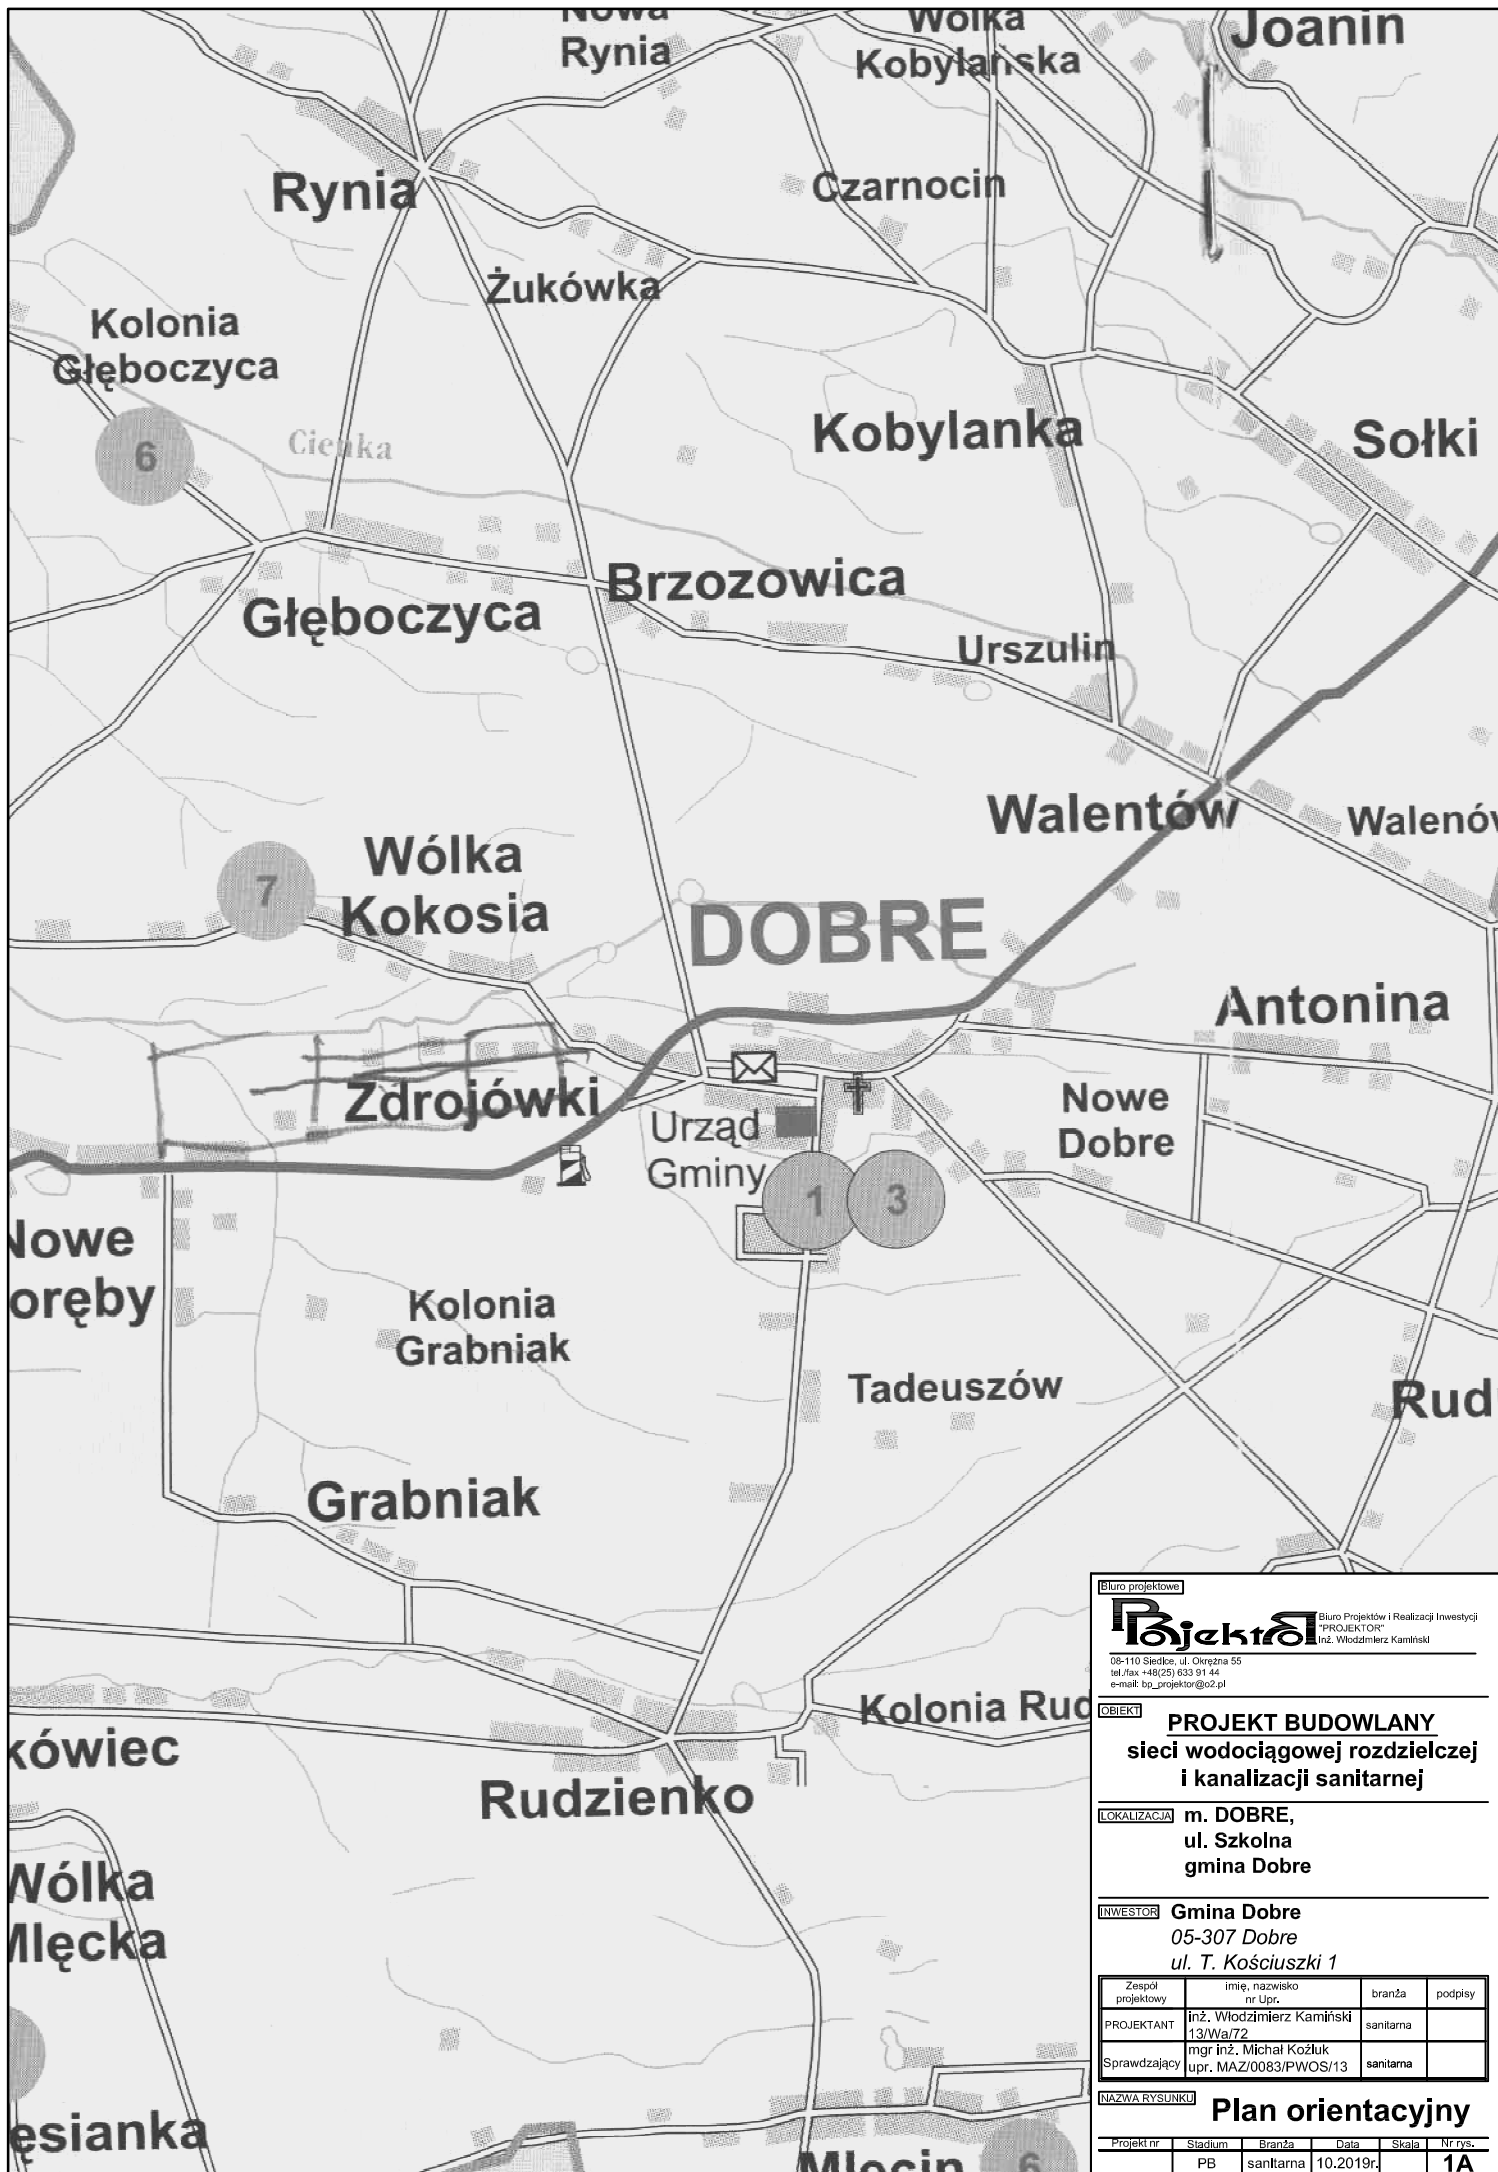 Nowa
Rynia
Wólka
Kobylańska
Joanin
Rynia
Czarnocin
Żukówka
Kolonia
Głęboczyca
6
Cienka
Kobylanka
Sołki
Brzozowica
Głęboczyca
Urszulin
Walentów
Walenów
Wólka
Kokosia
7
DOBRE
Antonina
Zdrojówki
Urząd
Gminy
Nowe
Dobre
1
3
Nowe
oręby
Kolonia
Grabniak
Tadeuszów
Rud
Grabniak
Kolonia Rud
kówiec
Rudzienko
Wólka
Mlęcka
ęsianka
Mlęcin
6
Biuro projektowe
Projektor
Biuro Projektów i Realizacji Inwestycji
"PROJEKTOR"
Inż. Włodzimierz Kamiński
08-110 Siedlce, ul. Okrężna 55
tel./fax +48(25) 633 91 44
e-mail: bp_projektor@o2.pl
OBIEKT
PROJEKT BUDOWLANY
sieci wodociągowej rozdzielczej
i kanalizacji sanitarnej
LOKALIZACJA m. DOBRE,
ul. Szkolna
gmina Dobre
INWESTOR Gmina Dobre
05-307 Dobre
ul. T. Kościuszki 1
Zespół projektowy imię, nazwisko nr Upr. branża podpisy
PROJEKTANT inż. Włodzimierz Kamiński 13/Wa/72 sanitarna
Sprawdzający mgr inż. Michał Koźluk upr. MAZ/0083/PWOS/13 sanitarna
NAZWA RYSUNKU Plan orientacyjny
Projekt nr Stadium Branża Data Skala Nr rys.
PB sanitarna 10.2019r. 1A